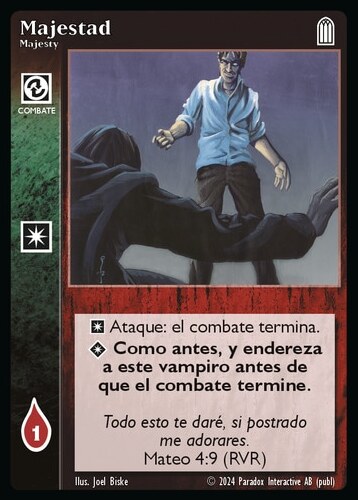 Majestad
Majesty
COMBATE
Ataque: el combate termina.
Como antes, y endereza
a este vampiro antes de
que el combate termine.
Todo esto te daré, si postrado
me adorares.
Mateo 4:9 (RVR)
1
Ilus. Joel Biske
© 2024 Paradox Interactive AB (publ)